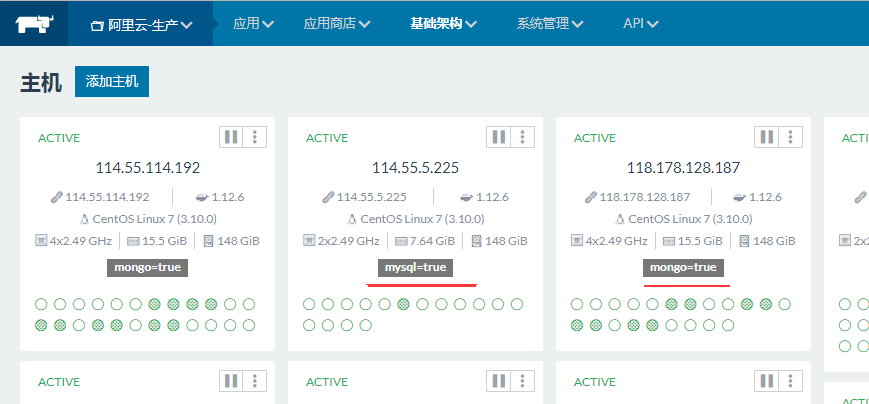 阿里云-生产 应用 应用商店 基础架构 系统管理 API
主机 添加主机
ACTIVE ACTIVE ACTIVE ACTI
114.55.114.192 114.55.5.225 118.178.128.187
114.55.114.192 1.12.6 114.55.5.225 1.12.6 118.178.128.187 1.12.6
CentOS Linux 7 (3.10.0) CentOS Linux 7 (3.10.0) CentOS Linux 7 (3.10.0)
4x2.49 GHz 15.5 GiB 148 GiB 2x2.49 GHz 7.64 GiB 148 GiB 4x2.49 GHz 15.5 GiB 148 GiB 2x2
mongo=true mysql=true mongo=true
ACTIVE ACTIVE ACTIVE